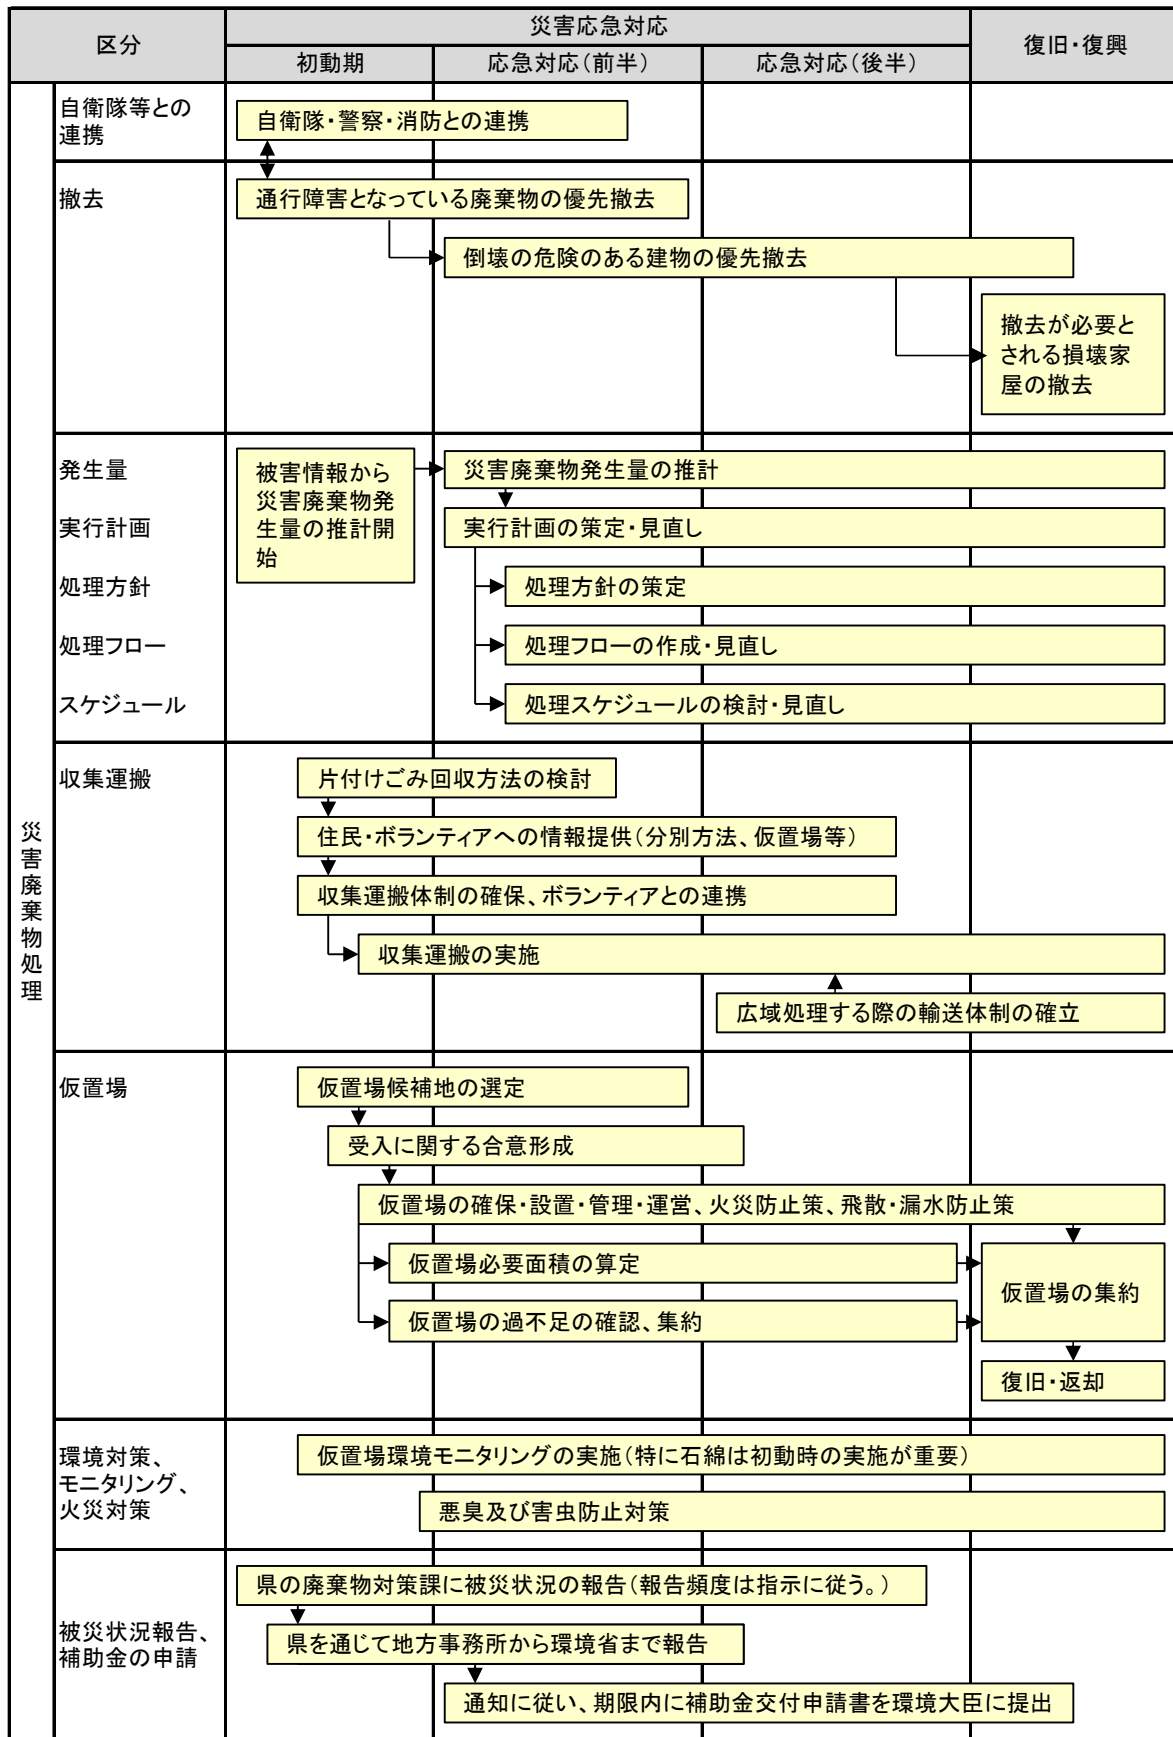 区分
災害応急対応
復旧・復興
初動期
応急対応（前半）
応急対応（後半）
災害廃棄物処理
自衛隊等との
連携
自衛隊・警察・消防との連携
撤去
通行障害となっている廃棄物の優先撤去
倒壊の危険のある建物の優先撤去
撤去が必要と
される損壊家
屋の撤去
発生量
実行計画
処理方針
処理フロー
スケジュール
被害情報から
災害廃棄物発
生量の推計開
始
災害廃棄物発生量の推計
実行計画の策定・見直し
処理方針の策定
処理フローの作成・見直し
処理スケジュールの検討・見直し
収集運搬
片付けごみ回収方法の検討
住民・ボランティアへの情報提供（分別方法、仮置場等）
収集運搬体制の確保、ボランティアとの連携
収集運搬の実施
広域処理する際の輸送体制の確立
仮置場
仮置場候補地の選定
受入に関する合意形成
仮置場の確保・設置・管理・運営、火災防止策、飛散・漏水防止策
仮置場必要面積の算定
仮置場の過不足の確認、集約
仮置場の集約
復旧・返却
環境対策、
モニタリング、
火災対策
仮置場環境モニタリングの実施（特に石綿は初動時の実施が重要）
悪臭及び害虫防止対策
被災状況報告、
補助金の申請
県の廃棄物対策課に被災状況の報告（報告頻度は指示に従う。）
県を通じて地方事務所から環境省まで報告
通知に従い、期限内に補助金交付申請書を環境大臣に提出